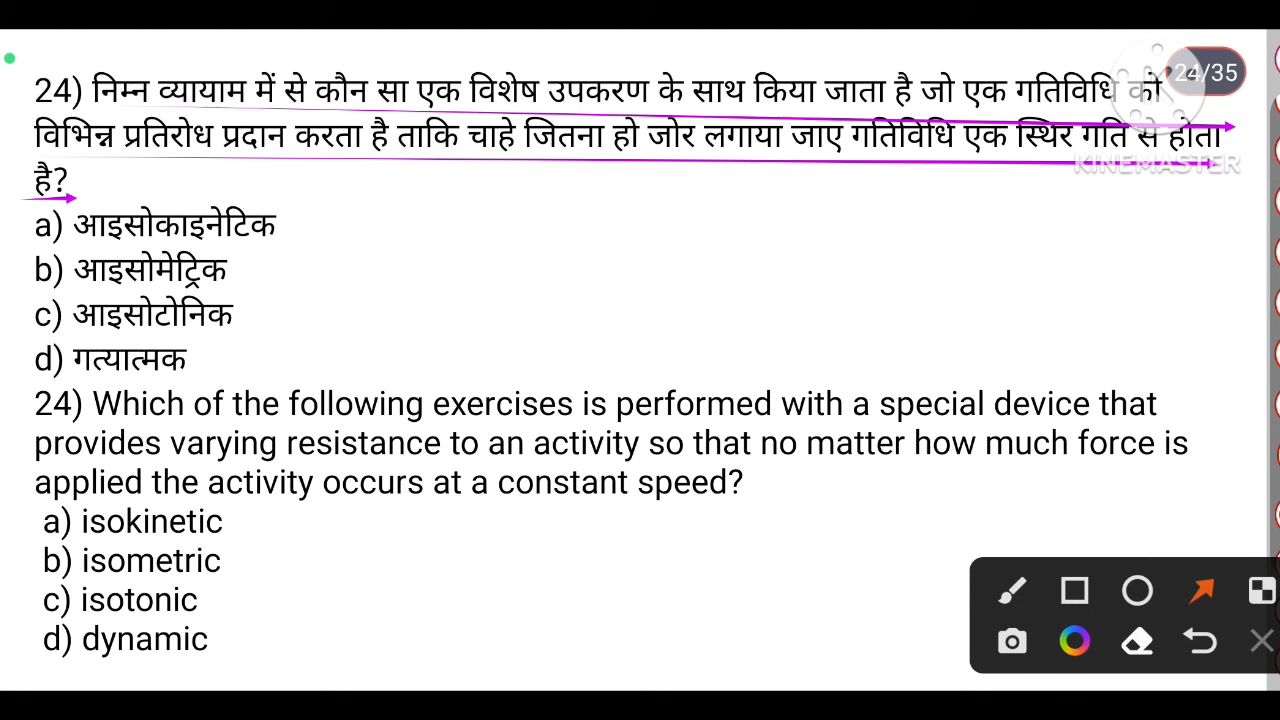 24) निम्न व्यायाम में से कौन सा एक विशेष उपकरण के साथ किया जाता है जो एक गतिविधि को
24/35
विभिन्न प्रतिरोध प्रदान करता है ताकि चाहे जितना हो जोर लगाया जाए गतिविधि एक स्थिर गति से होता
KINEMASTER
है?
a) आइसोकाइनेटिक
b) आइसोमेट्रिक
c) आइसोटोनिक
d) गत्यात्मक
24) Which of the following exercises is performed with a special device that
provides varying resistance to an activity so that no matter how much force is
applied the activity occurs at a constant speed?
a) isokinetic
b) isometric
c) isotonic
d) dynamic